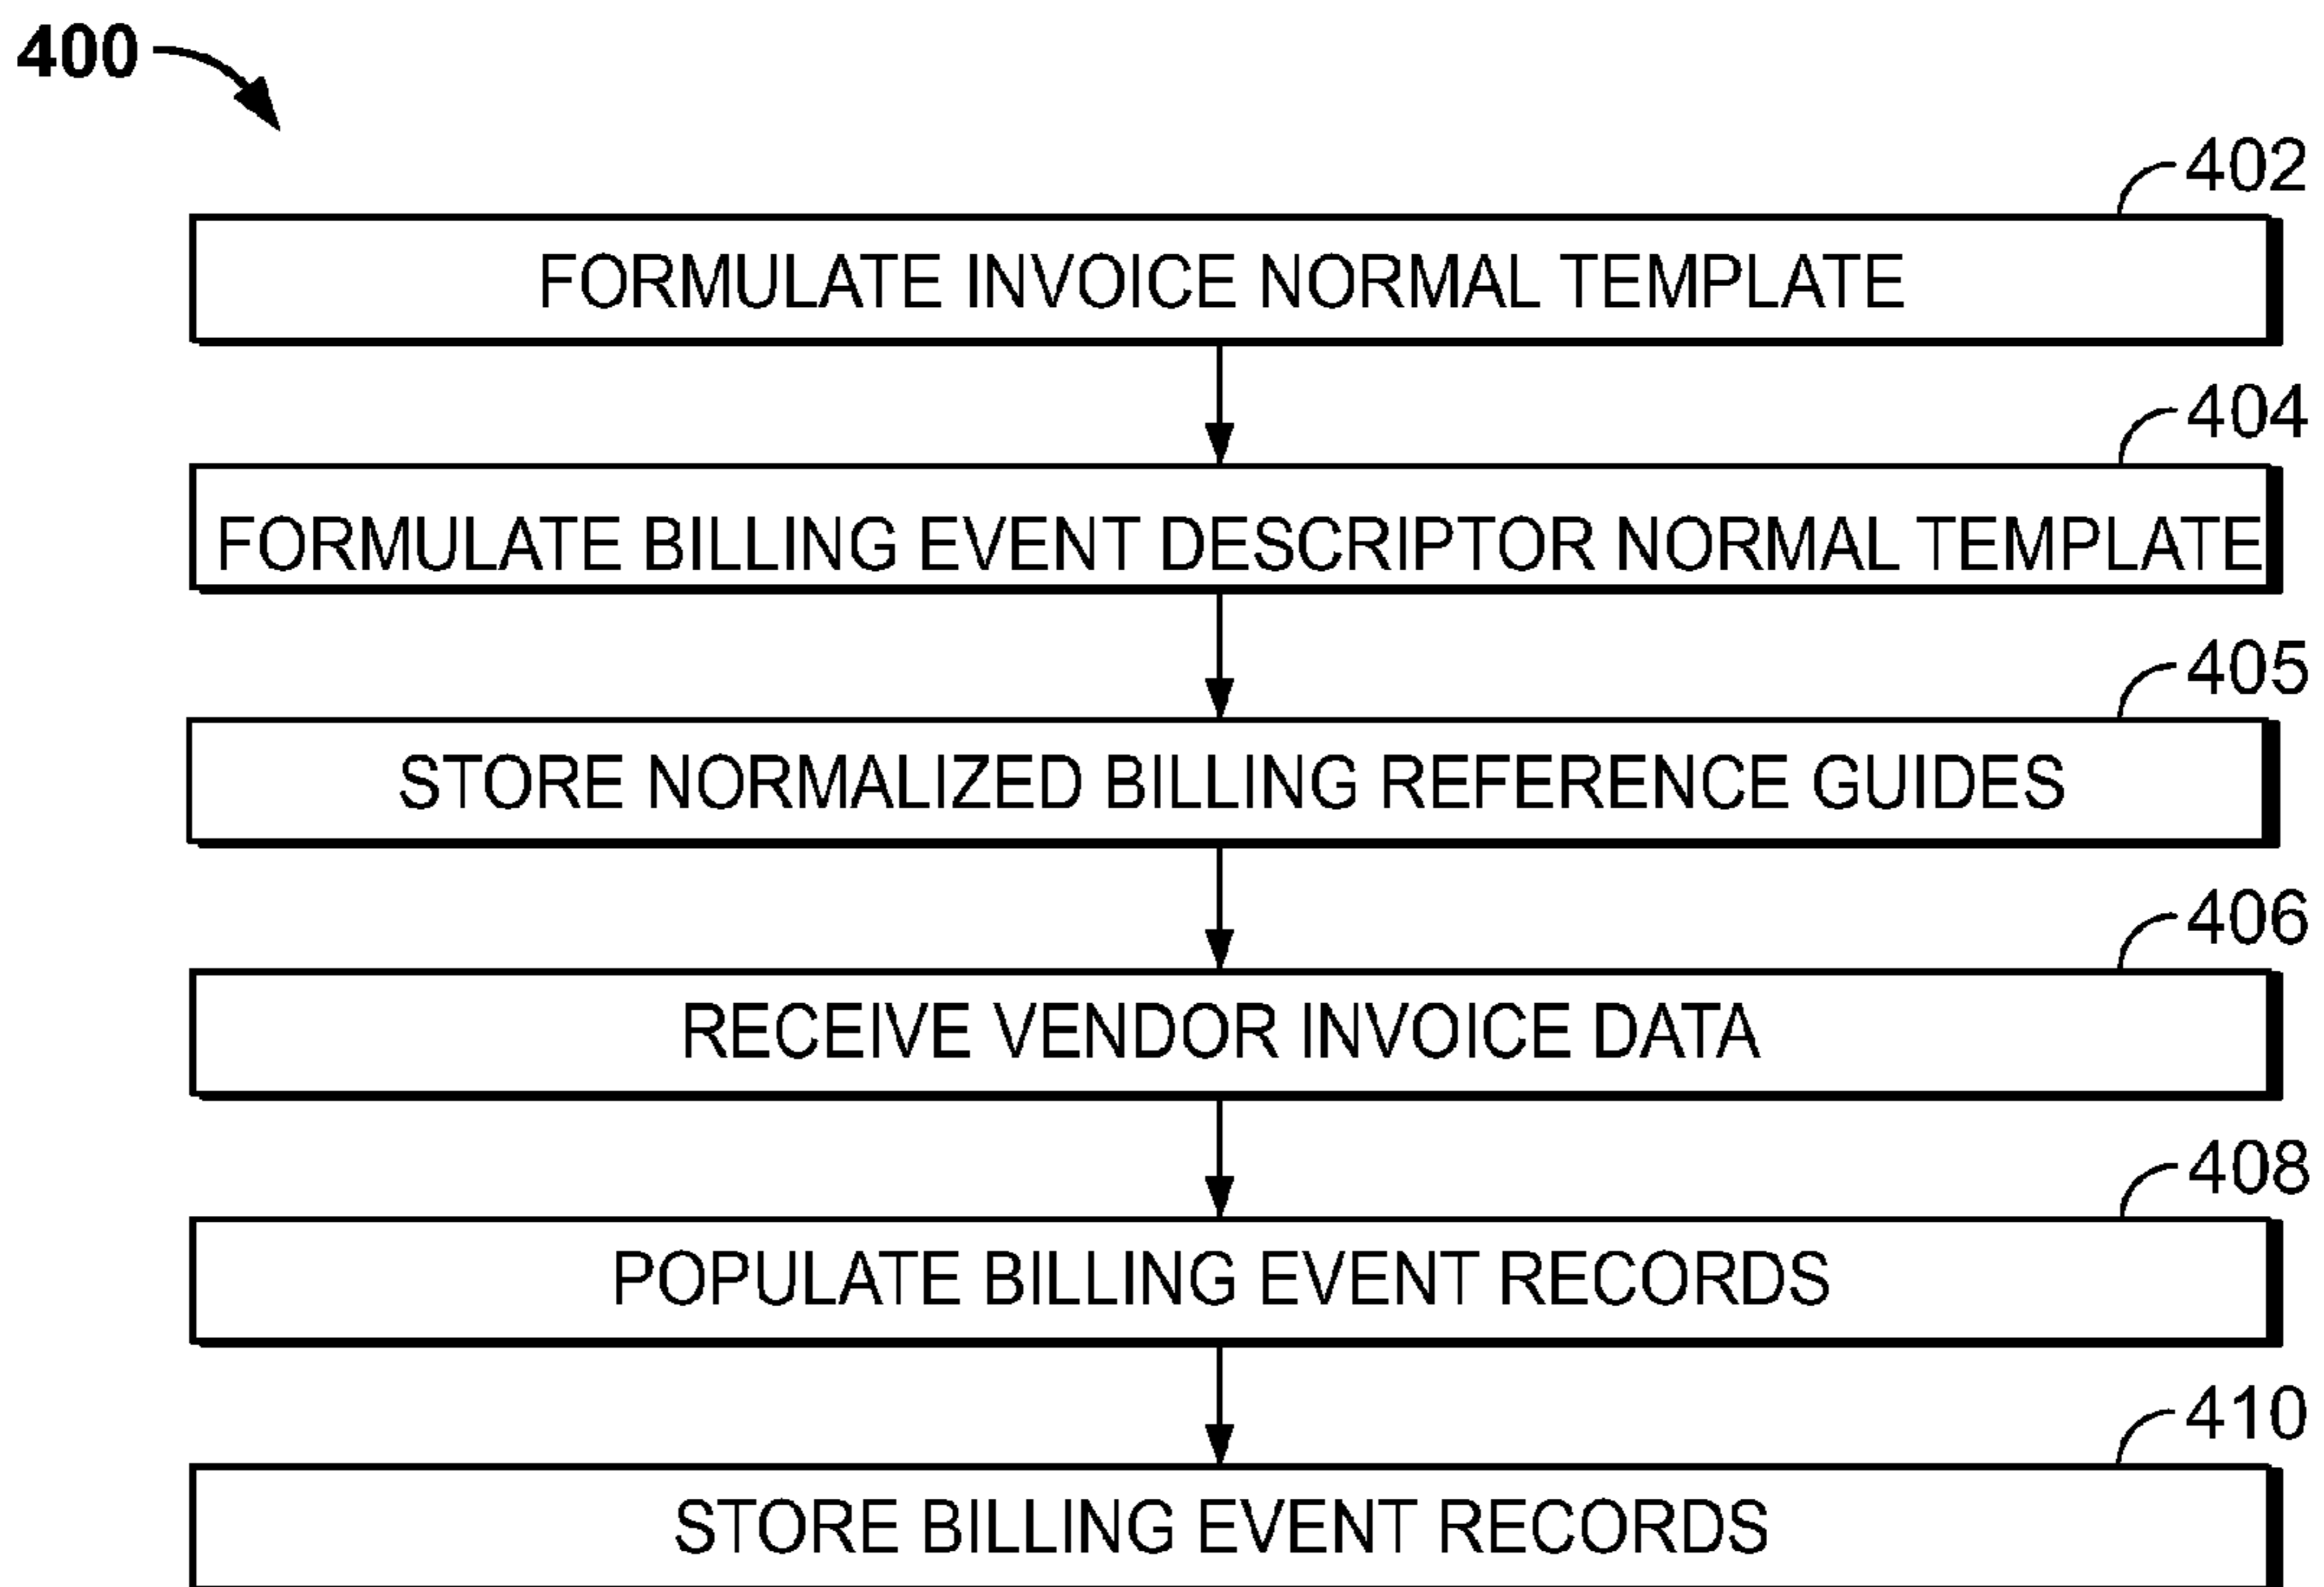 400
402
FORMULATE INVOICE NORMAL TEMPLATE
404
FORMULATE BILLING EVENT DESCRIPTOR NORMAL TEMPLATE
405
STORE NORMALIZED BILLING REFERENCE GUIDES
406
RECEIVE VENDOR INVOICE DATA
408
POPULATE BILLING EVENT RECORDS
410
STORE BILLING EVENT RECORDS